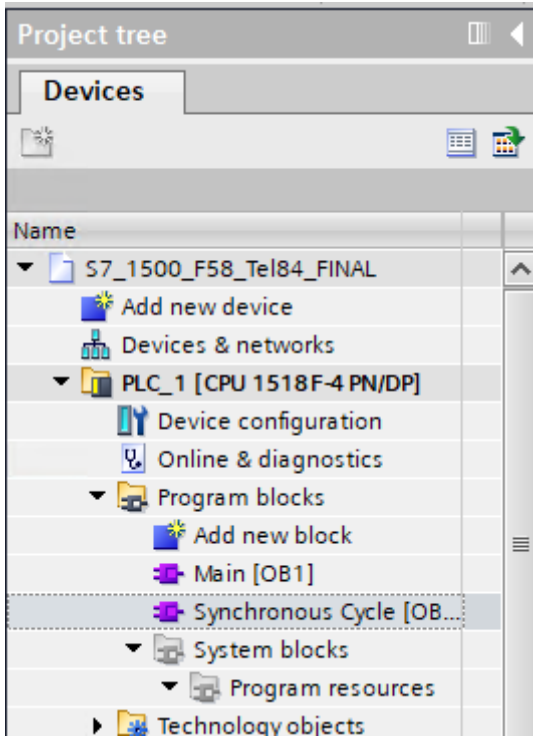 Project tree
Devices
Name
S7_1500_F58_Tel84_FINAL
Add new device
Devices & networks
PLC_1 [CPU 1518F-4 PN/DP]
Device configuration
Online & diagnostics
Program blocks
Add new block
Main [OB1]
Synchronous Cycle [OB...
System blocks
Program resources
Technology objects